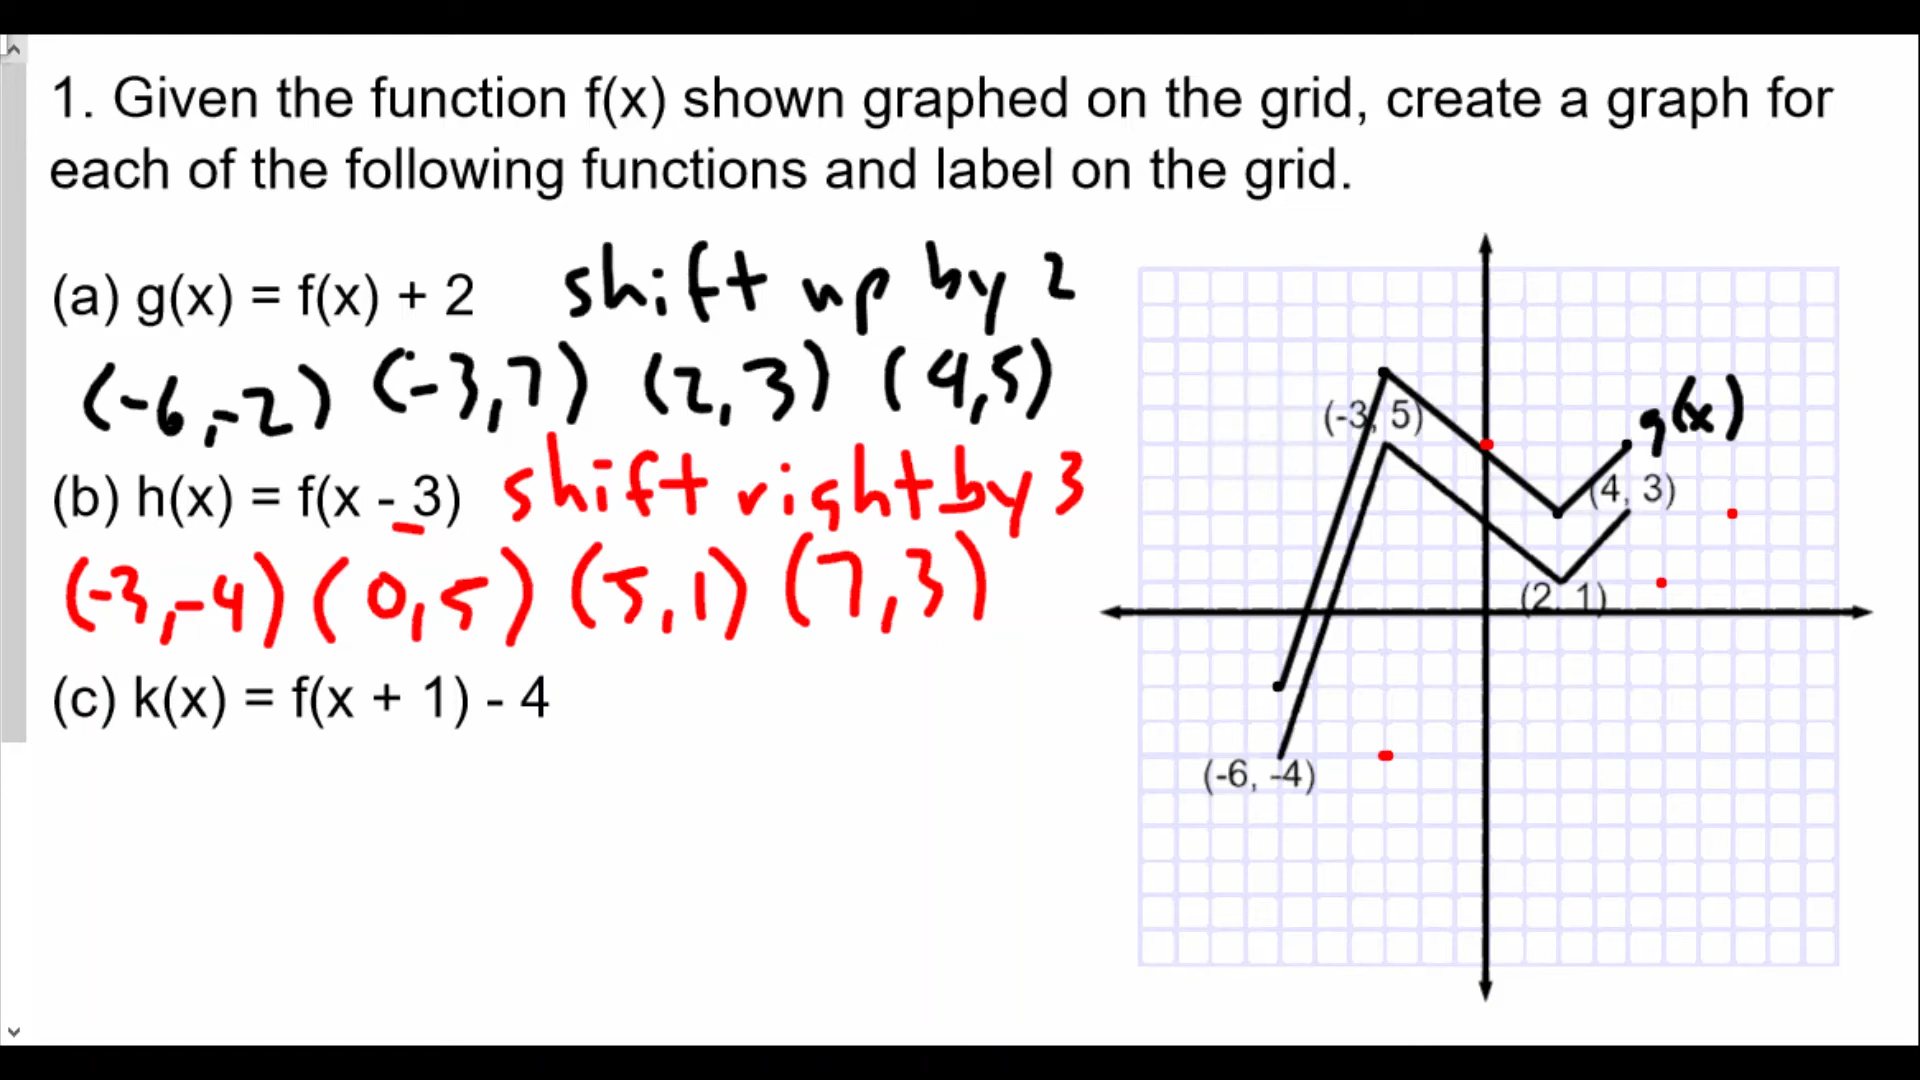 1. Given the function f(x) shown graphed on the grid, create a graph for
each of the following functions and label on the grid.
(a) g(x) = f(x) + 2 shift up by 2
(-6,-2) (-3,7) (2,3) (4,5)
(b) h(x) = f(x - 3) shift right by 3
(-3,-4) (0,5) (5,1) (7,3)
(c) k(x) = f(x + 1) - 4
(-3, 5)
g(x)
(4, 3)
(2, 1)
(-6, -4)